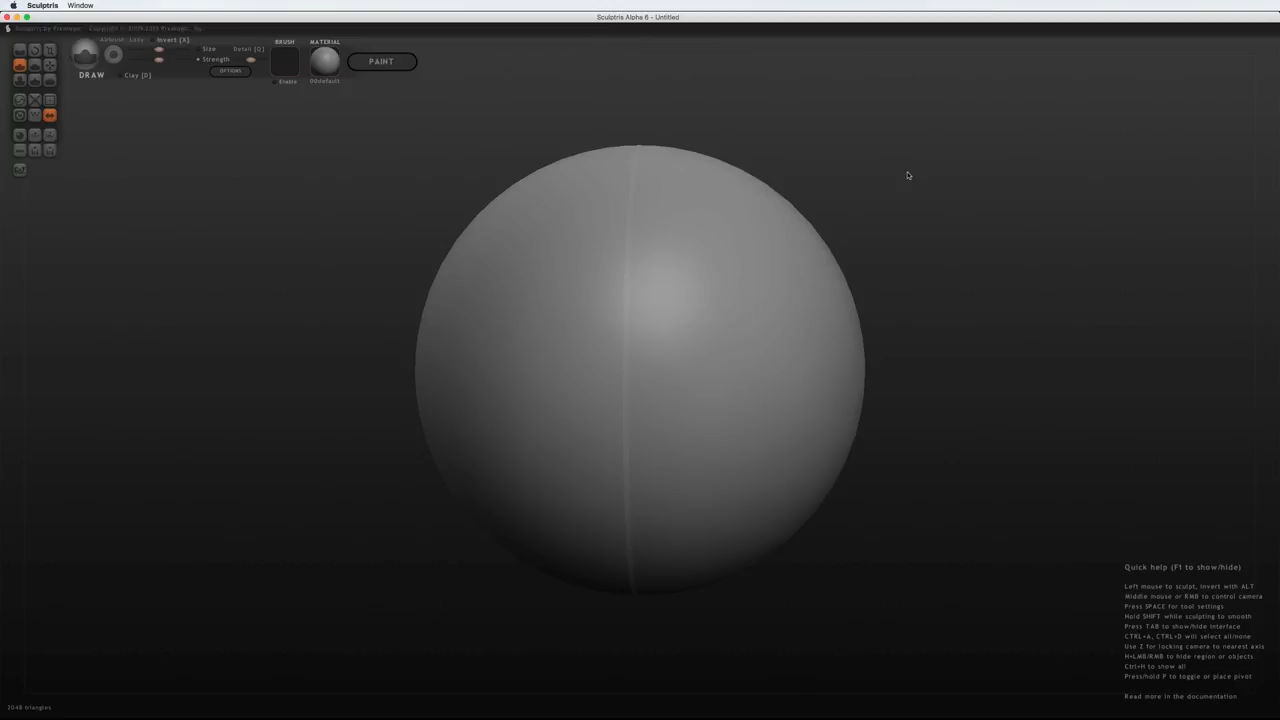 Sculptris Window
Sculptris Alpha 6 - Untitled
Invert [X]
Size Detail [Q]
Strength
OPTIONS
DRAW
Clay [D]
BRUSH
Enable
MATERIAL
00default
PAINT
Quick help (F1 to show/hide)
Left mouse to sculpt, invert with ALT
Middle mouse or RMB to control camera
Press SPACE for tool settings
Hold SHIFT while sculpting to smooth
Press TAB to show/hide interface
CTRL+A, CTRL+D will select all/none
Use Z for locking camera to nearest axis
H+LMB/RMB to hide region or objects.
Ctrl+H to show all
Press/hold P to toggle or place pivot
Read more in the documentation
2048 triangles